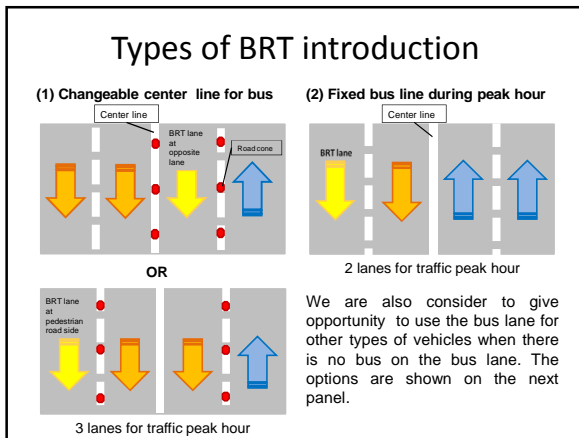 Types of BRT introduction
(1) Changeable center line for bus
Center line
BRT lane
at
opposite
lane
Road cone
OR
BRT lane
at
pedestrian
road side
3 lanes for traffic peak hour
(2) Fixed bus line during peak hour
Center line
BRT lane
2 lanes for traffic peak hour
We are also consider to give
opportunity to use the bus lane for
other types of vehicles when there
is no bus on the bus lane. The
options are shown on the next
panel.